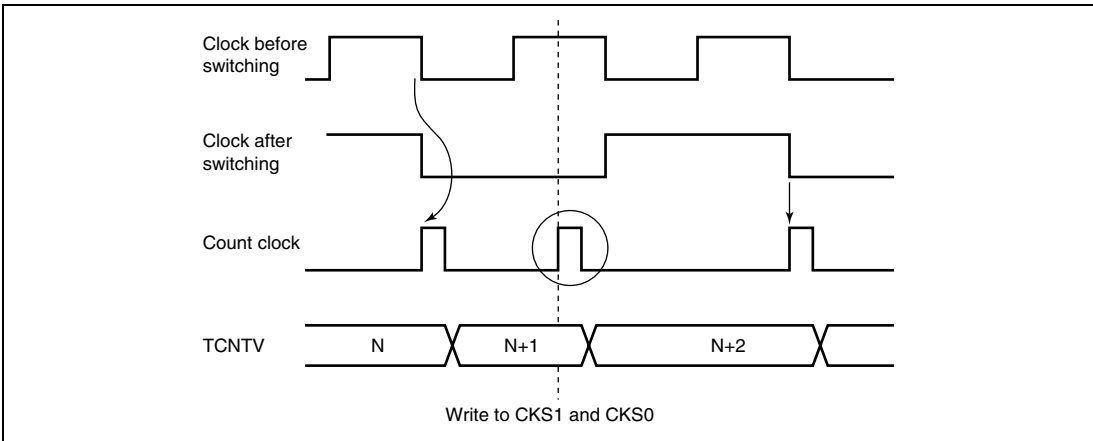 Clock before
switching
Clock after
switching
Count clock
TCNTV
N
N+1
N+2
Write to CKS1 and CKS0